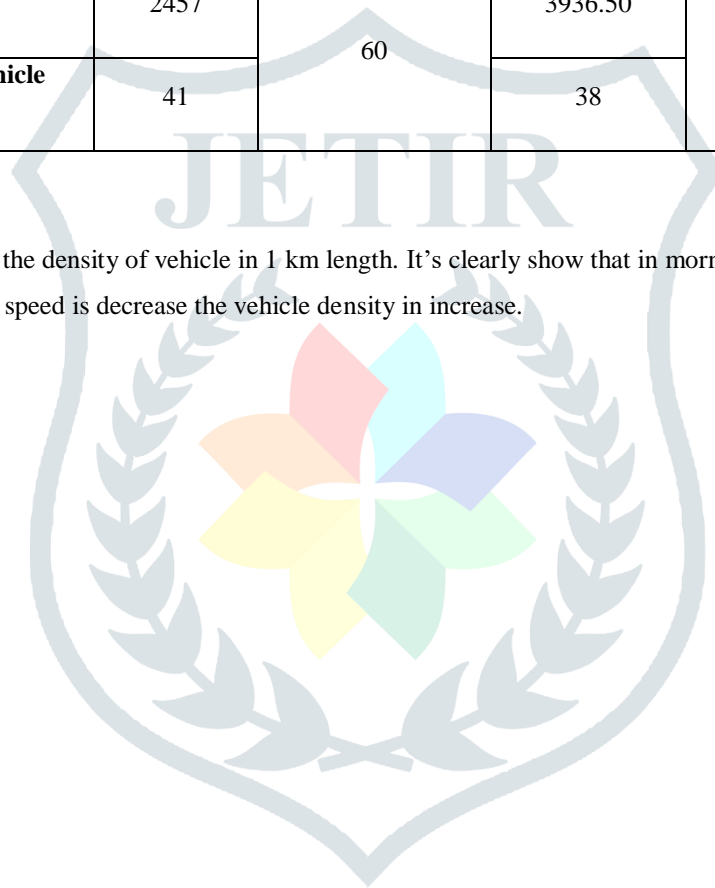 2457 3936.50
60
hicle
41 38
JETIR
the density of vehicle in 1 km length. It’s clearly show that in morn
speed is decrease the vehicle density in increase.